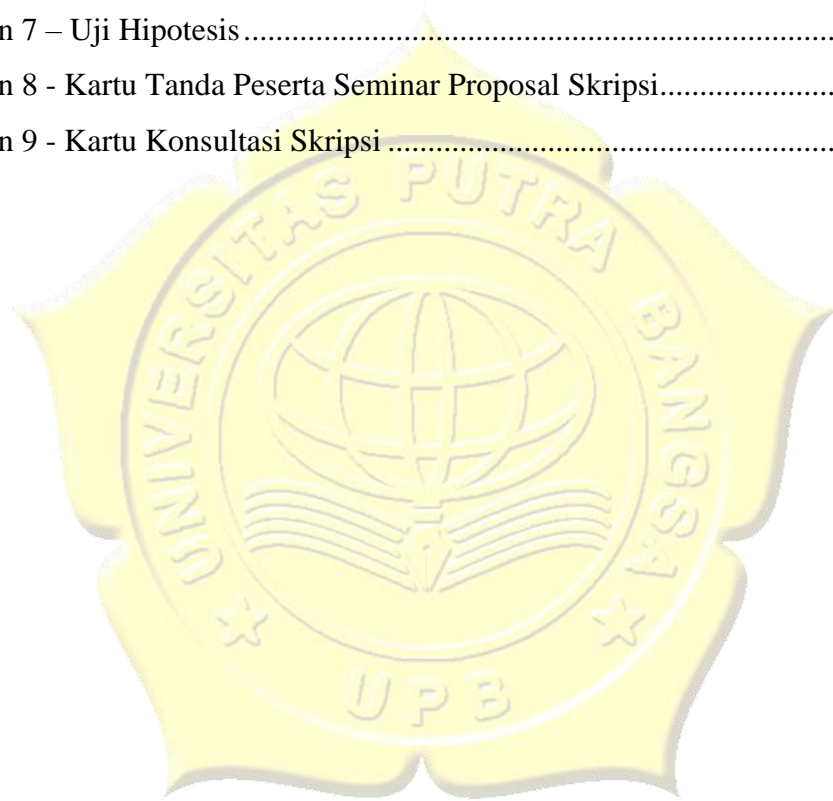 n 7 – Uji Hipotesis.........................................................................
n 8 - Kartu Tanda Peserta Seminar Proposal Skripsi......................
n 9 - Kartu Konsultasi Skripsi .......................................................
UNIVERSITAS PUTRA BANGSA
UPB